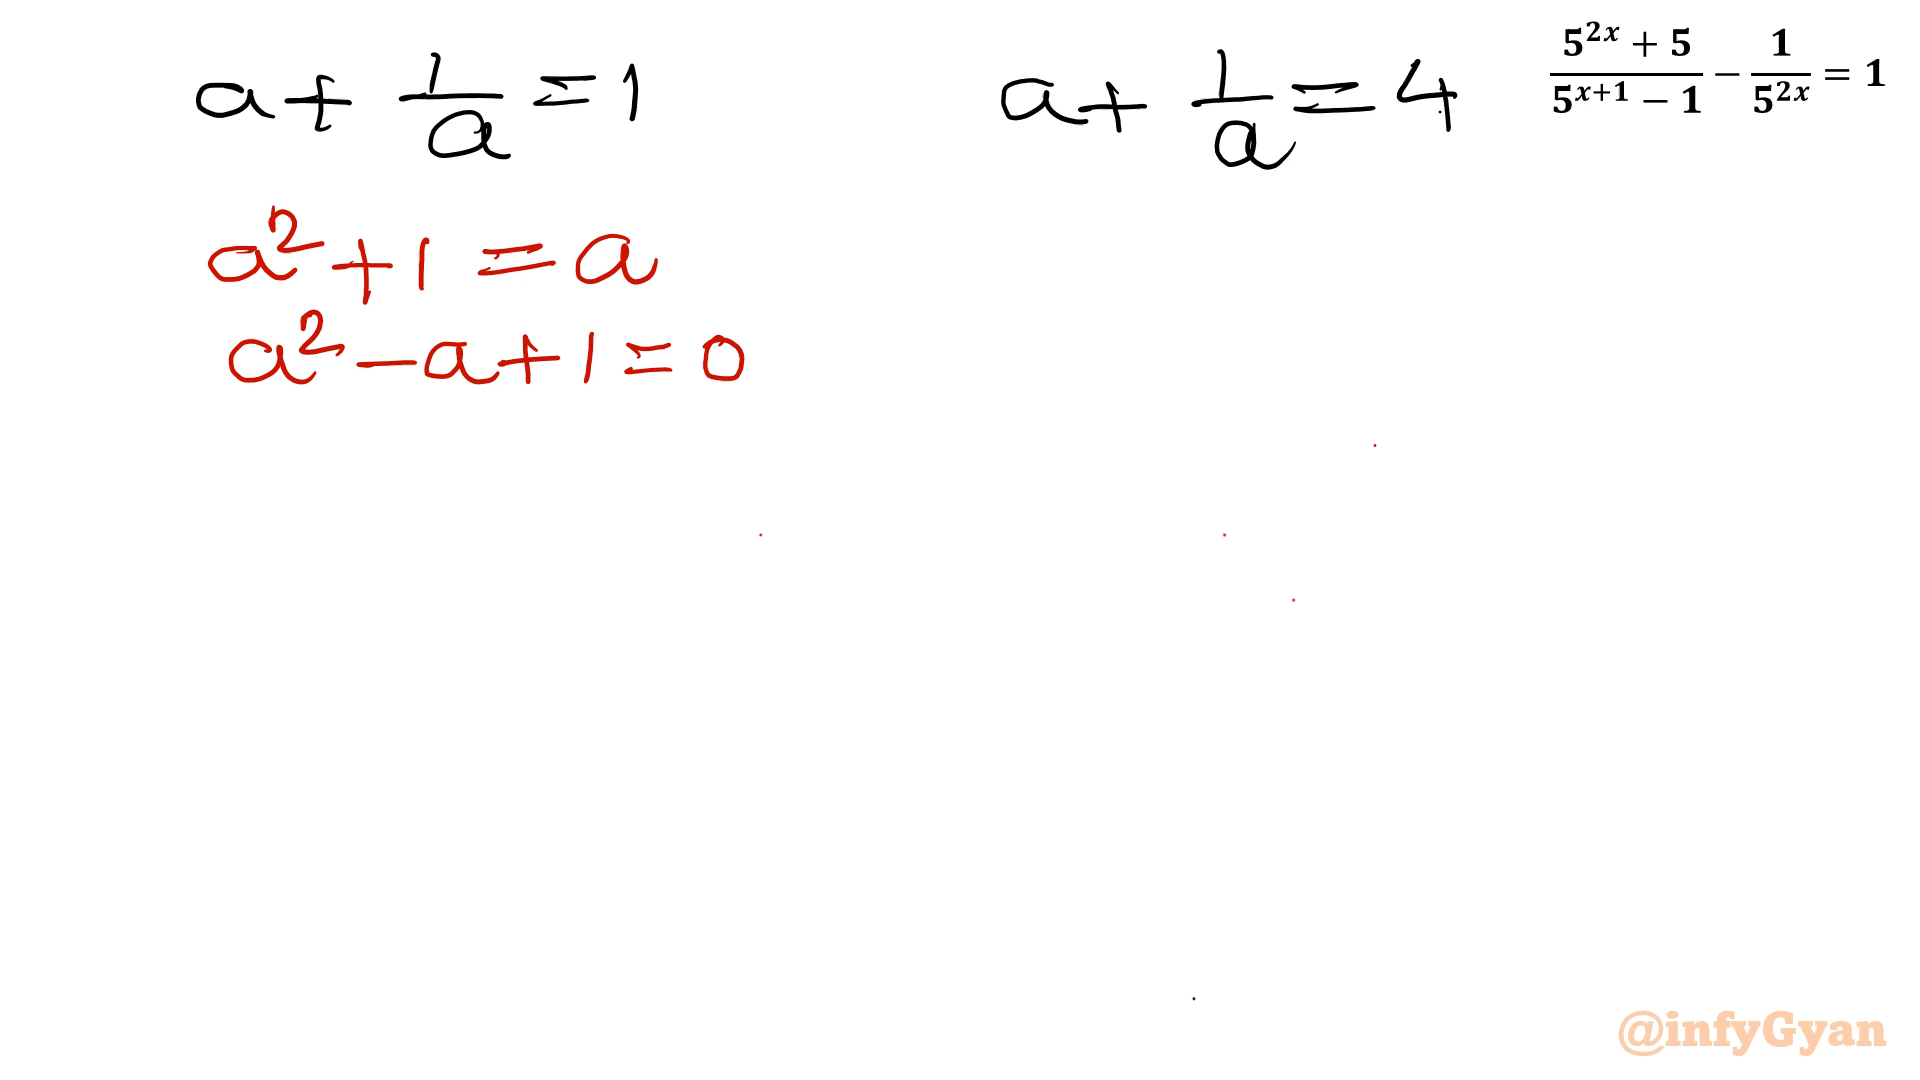 a + 1/a = 1
a + 1/a = 4
(5^{2x} + 5)/(5^{x+1} − 1) − 1/5^{2x} = 1
a² + 1 = a
a² − a + 1 = 0
@infyGyan